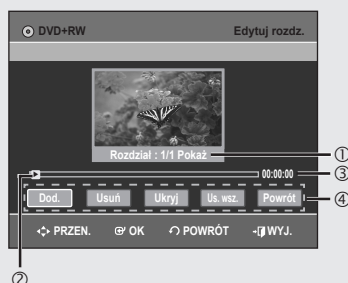 DVD+RW Edytuj rozdz.
Rozdział : 1/1 Pokaż
①
00:00:00 ③
Dod. Usuń Ukryj Us. wsz. Powrót ④
PRZEN. OK POWRÓT WYJ.
②